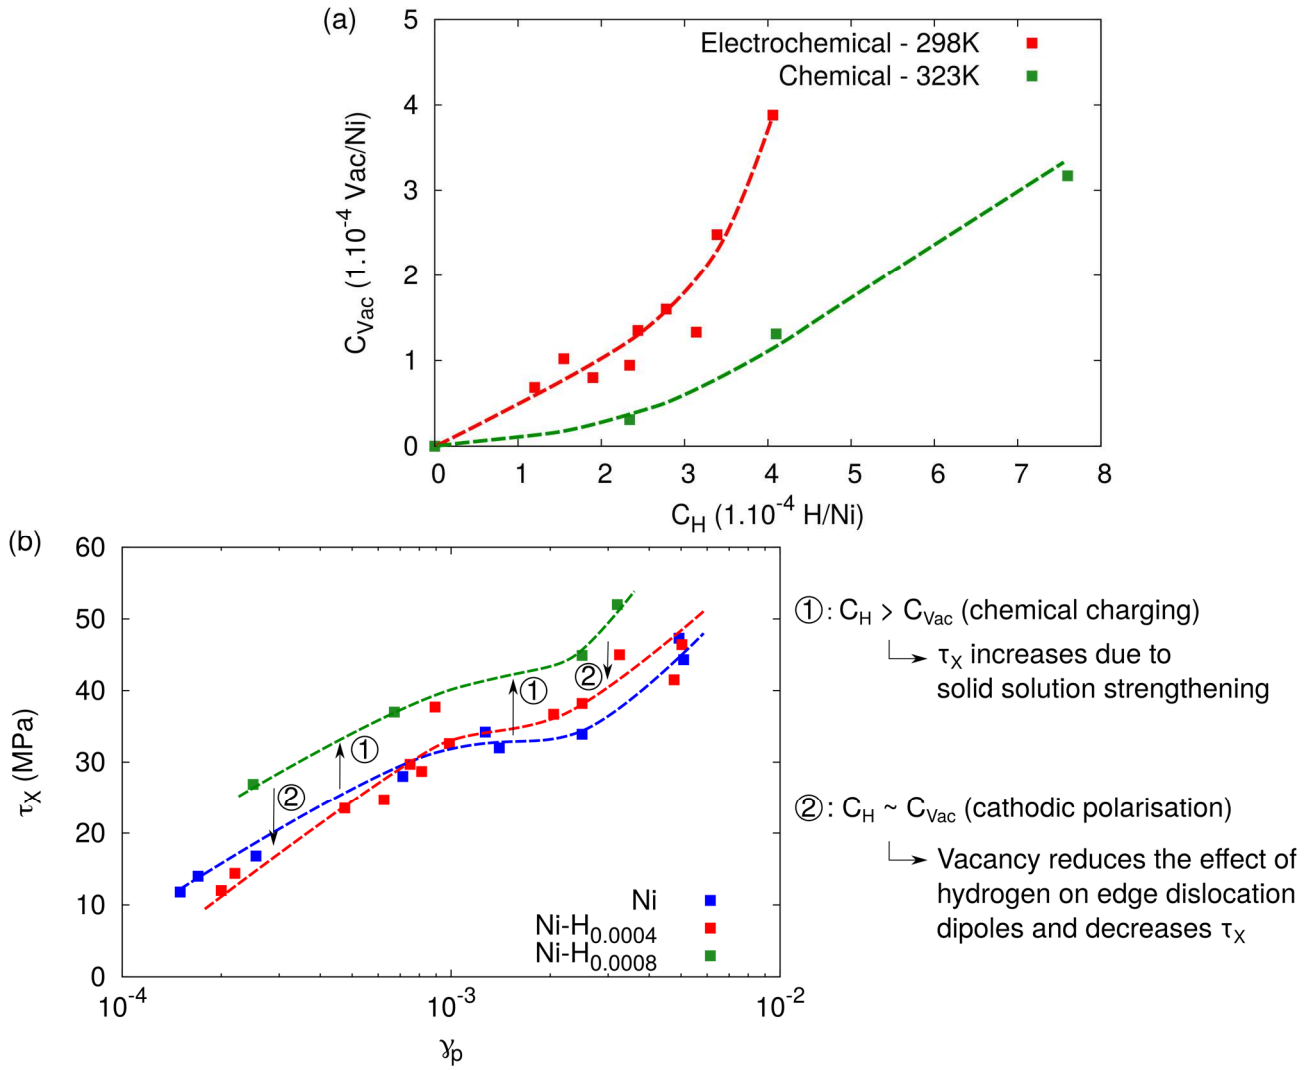 (a)
5
4
3
2
1
0
C_Vac (1.10^-4 Vac/Ni)
Electrochemical - 298K
Chemical - 323K
0 1 2 3 4 5 6 7 8
C_H (1.10^-4 H/Ni)
(b)
60
50
40
30
20
10
0
τ_X (MPa)
①
②
①
②
Ni
Ni-H_0.0004
Ni-H_0.0008
10^-4 10^-3 10^-2
γ_p
①: C_H > C_Vac (chemical charging)
τ_X increases due to
solid solution strengthening
②: C_H ~ C_Vac (cathodic polarisation)
Vacancy reduces the effect of
hydrogen on edge dislocation
dipoles and decreases τ_X